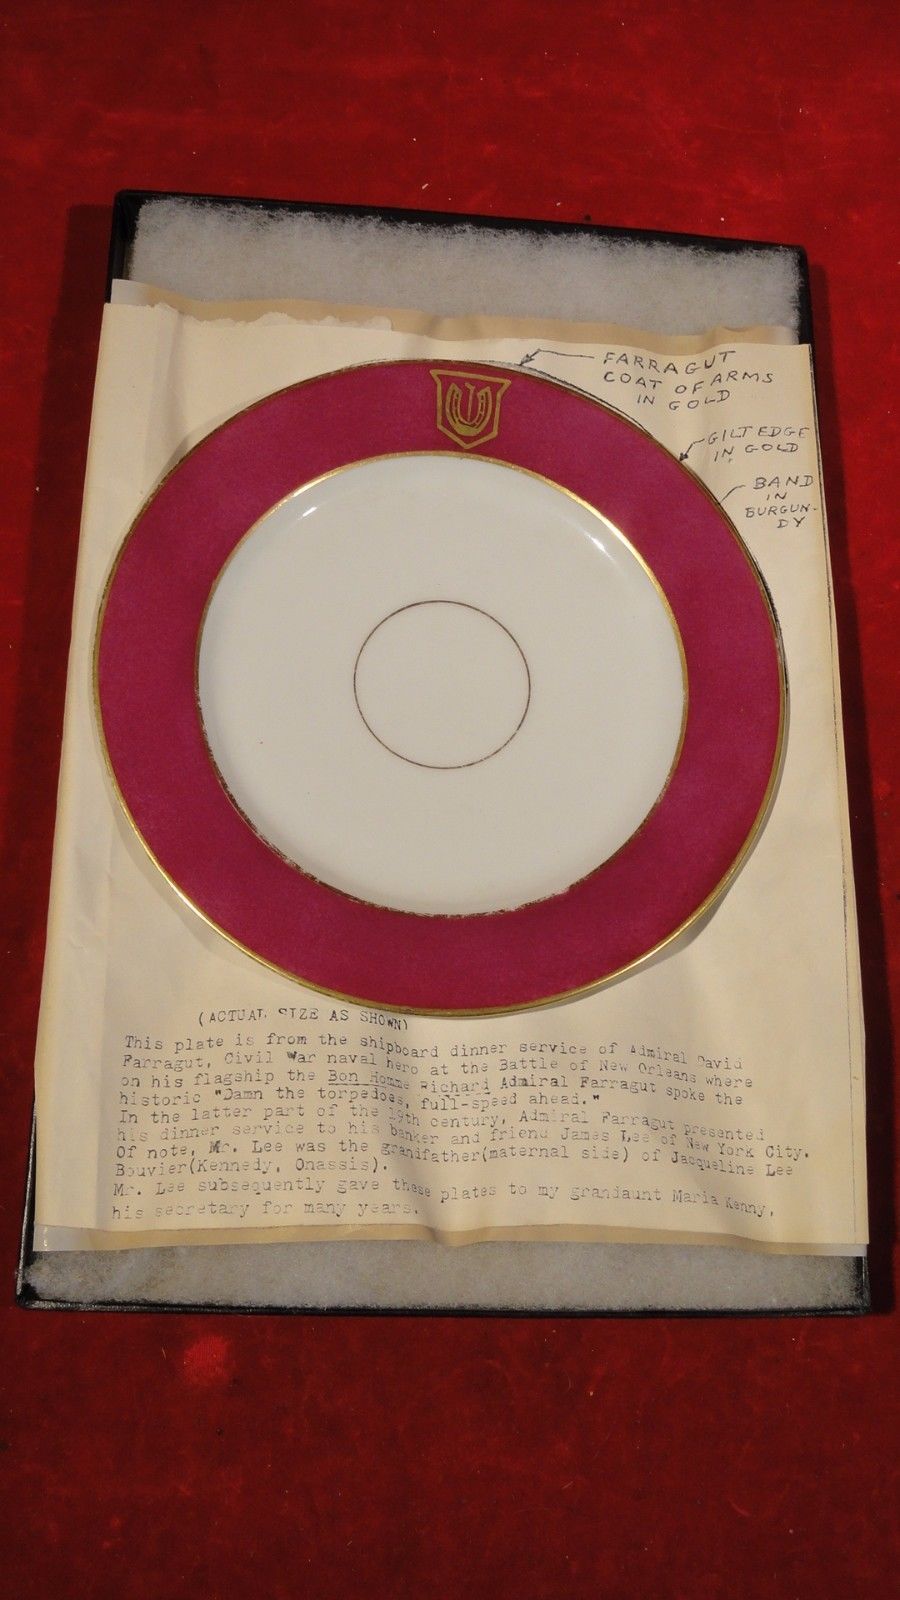 FARRAGUT
COAT OF ARMS
IN GOLD
GILT EDGE
IN GOLD
BAND
IN
BURGUN-
DY
(ACTUAL SIZE AS SHOWN)
This plate is from the shipboard dinner service of Admiral David
Farragut, Civil War naval hero at the Battle of New Orleans where
on his flagship the Bon Homme Richard Admiral Farragut spoke the
historic "Damn the torpedoes, full-speed ahead."
In the latter part of the 19th century, Admiral Farragut presented
his dinner service to his banker and friend James Lee of New York City.
Of note, Mr. Lee was the grandfather(maternal side) of Jacqueline Lee
Bouvier(Kennedy, Onassis).
Mr. Lee subsequently gave these plates to my grandaunt Maria Kenny,
his secretary for many years.